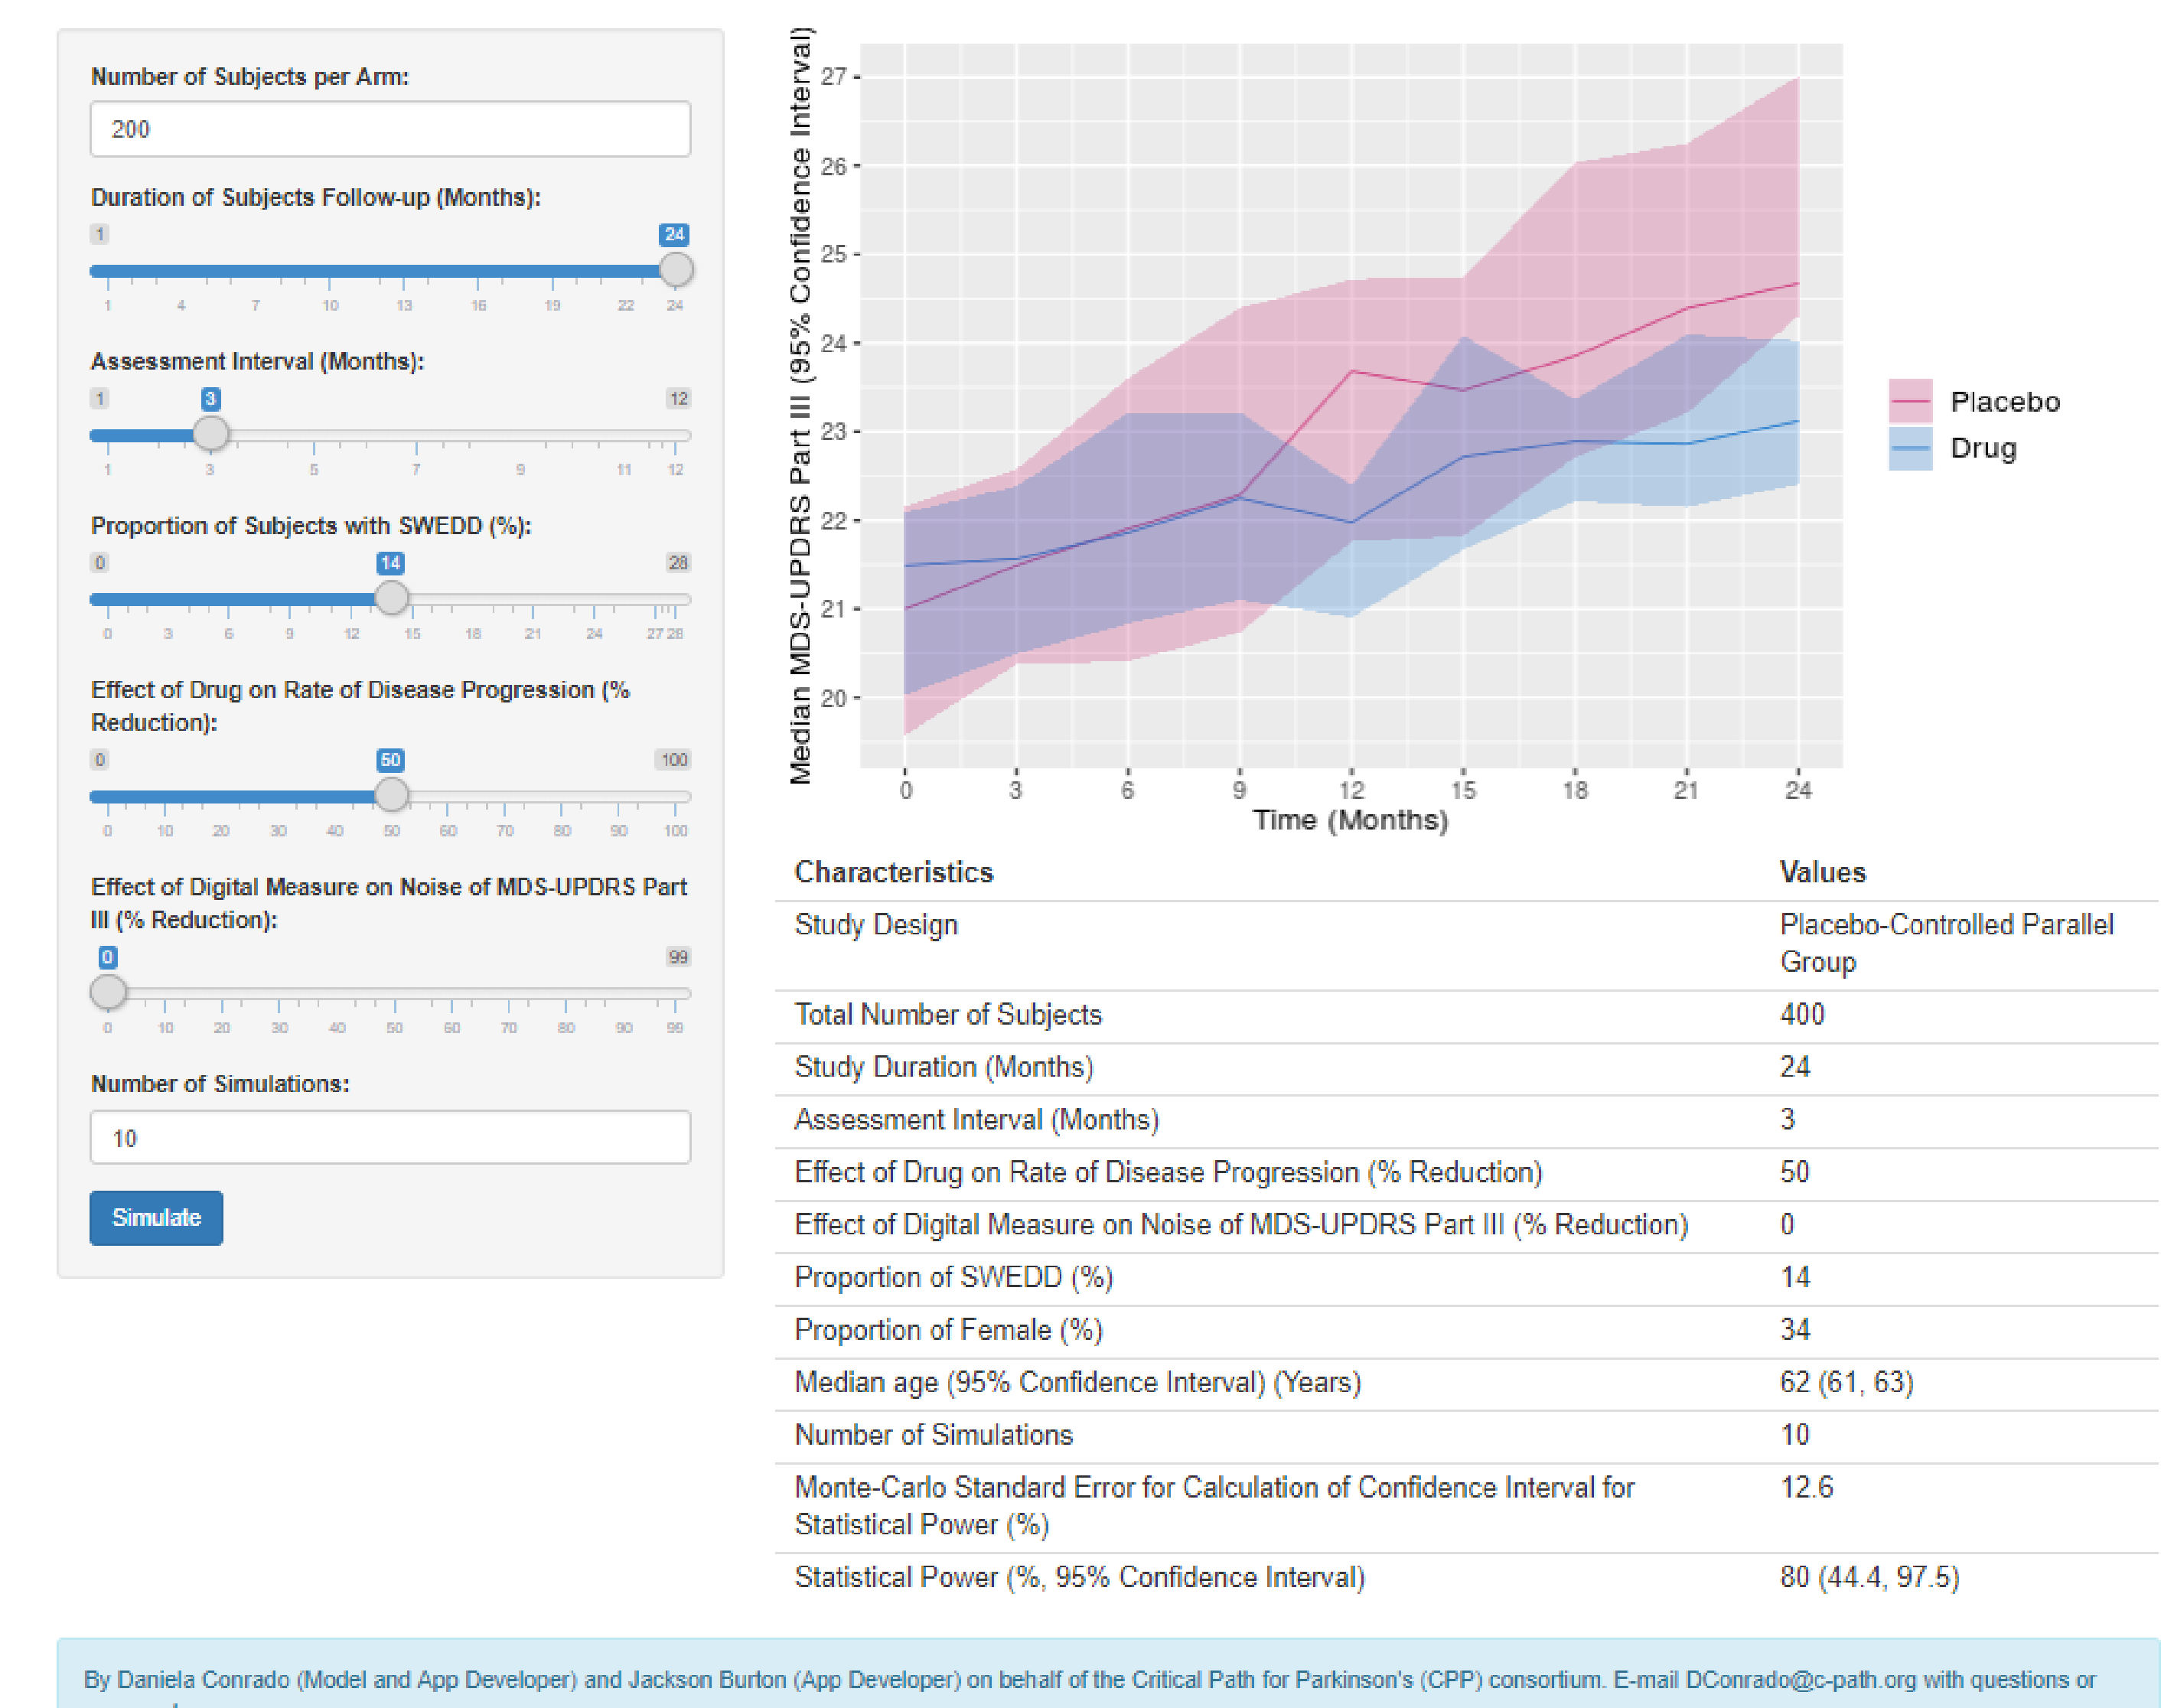 Number of Subjects per Arm:
200
Duration of Subjects Follow-up (Months):
1 24
1 4 7 10 13 16 19 22 24
Assessment Interval (Months):
1 3 12
1 3 5 7 9 11 12
Proportion of Subjects with SWEDD (%):
0 14 28
0 3 6 9 12 15 18 21 24 27 28
Effect of Drug on Rate of Disease Progression (%
Reduction):
0 50 100
0 10 20 30 40 50 60 70 80 90 100
Effect of Digital Measure on Noise of MDS-UPDRS Part
III (% Reduction):
0 99
0 10 20 30 40 50 60 70 80 90 99
Number of Simulations:
10
Simulate
Median MDS-UPDRS Part III (95% Confidence Interval)
27
26
25
24
23
22
21
20
0 3 6 9 12 15 18 21 24
Time (Months)
Placebo
Drug
Characteristics Values
Study Design Placebo-Controlled Parallel
Group
Total Number of Subjects 400
Study Duration (Months) 24
Assessment Interval (Months) 3
Effect of Drug on Rate of Disease Progression (% Reduction) 50
Effect of Digital Measure on Noise of MDS-UPDRS Part III (% Reduction) 0
Proportion of SWEDD (%) 14
Proportion of Female (%) 34
Median age (95% Confidence Interval) (Years) 62 (61, 63)
Number of Simulations 10
Monte-Carlo Standard Error for Calculation of Confidence Interval for 12.6
Statistical Power (%)
Statistical Power (%, 95% Confidence Interval) 80 (44.4, 97.5)
By Daniela Conrado (Model and App Developer) and Jackson Burton (App Developer) on behalf of the Critical Path for Parkinson's (CPP) consortium. E-mail DConrado@c-path.org with questions or